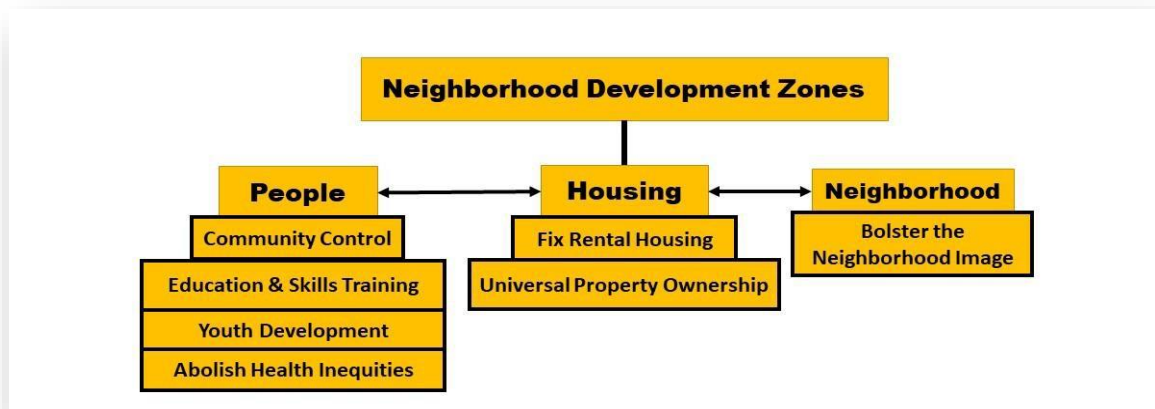 Neighborhood Development Zones
People
Community Control
Education & Skills Training
Youth Development
Abolish Health Inequities
Housing
Fix Rental Housing
Universal Property Ownership
Neighborhood
Bolster the
Neighborhood Image